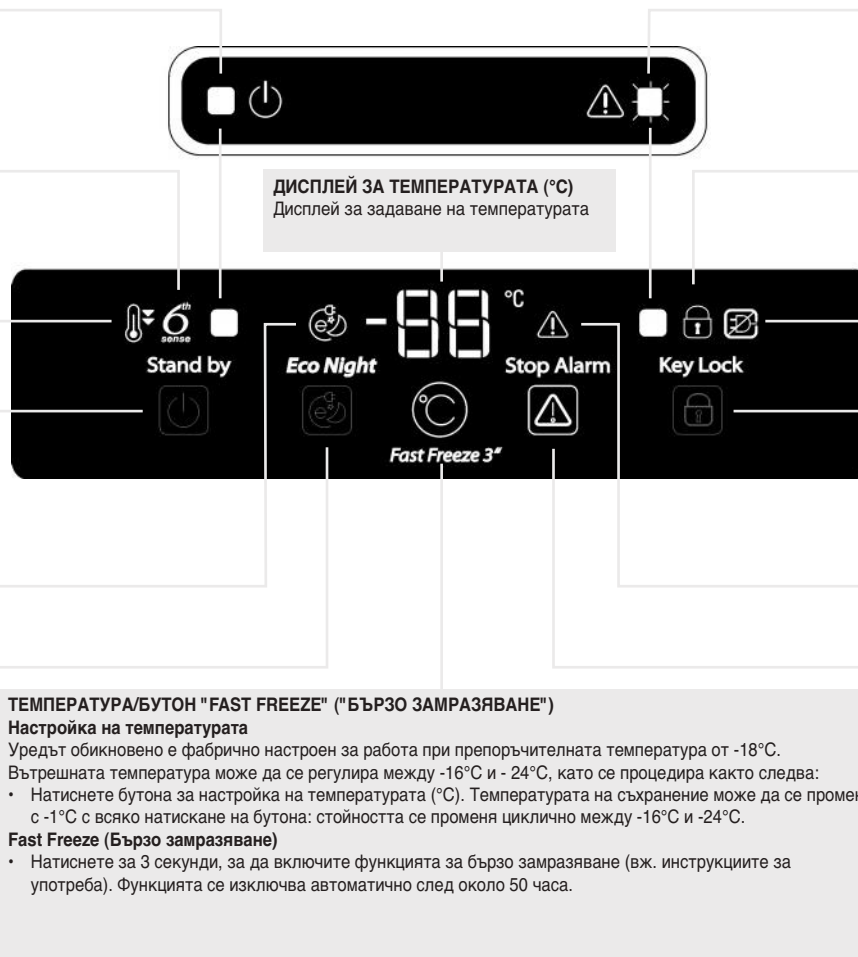 ДИСПЛЕЙ ЗА ТЕМПЕРАТУРАТА (°C)
Дисплей за задаване на температурата
6th sense
-88 °C
Stand by
Eco Night
Stop Alarm
Key Lock
°C
Fast Freeze 3"
ТЕМПЕРАТУРА/БУТОН "FAST FREEZE" ("БЪРЗО ЗАМРАЗЯВАНЕ")
Настройка на температурата
Уредът обикновено е фабрично настроен за работа при препоръчителната температура от -18°C.
Вътрешната температура може да се регулира между -16°C и - 24°C, като се процедира както следва:
• Натиснете бутона за настройка на температурата (°C). Температурата на съхранение може да се промен
с -1°C с всяко натискане на бутона: стойността се променя циклично между -16°C и -24°C.
Fast Freeze (Бързо замразяване)
• Натиснете за 3 секунди, за да включите функцията за бързо замразяване (вж. инструкциите за
употреба). Функцията се изключва автоматично след около 50 часа.